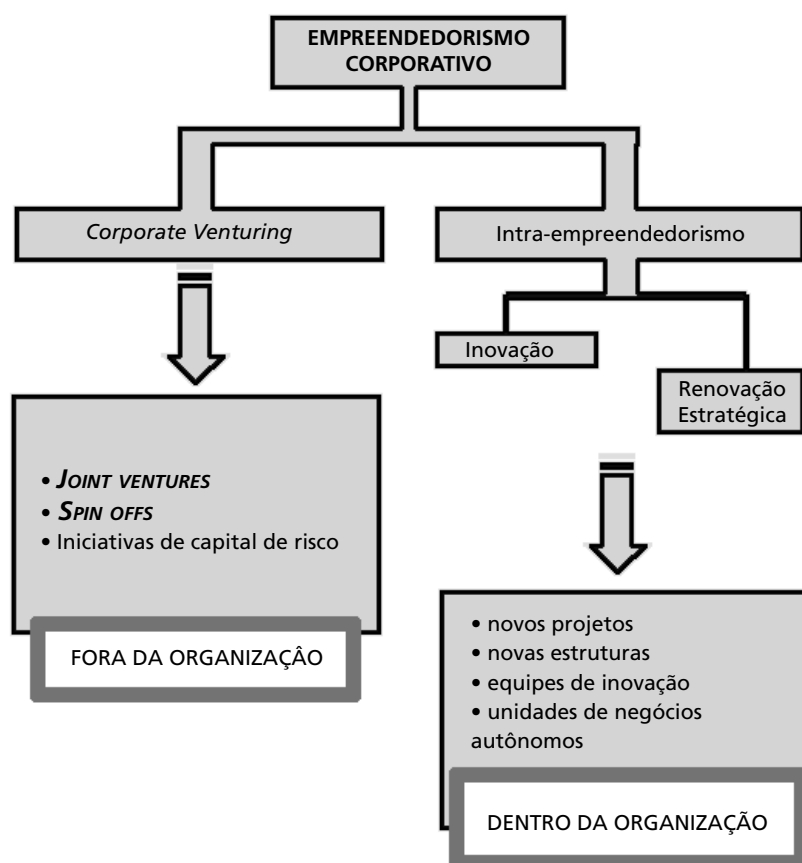 EMPREENDEDORISMO
CORPORATIVO
Corporate Venturing
Intra-empreendedorismo
Inovação
Renovação
Estratégica
• JOINT VENTURES
• SPIN OFFS
• Iniciativas de capital de risco
FORA DA ORGANIZAÇÂO
• novos projetos
• novas estruturas
• equipes de inovação
• unidades de negócios
autônomos
DENTRO DA ORGANIZAÇÃO